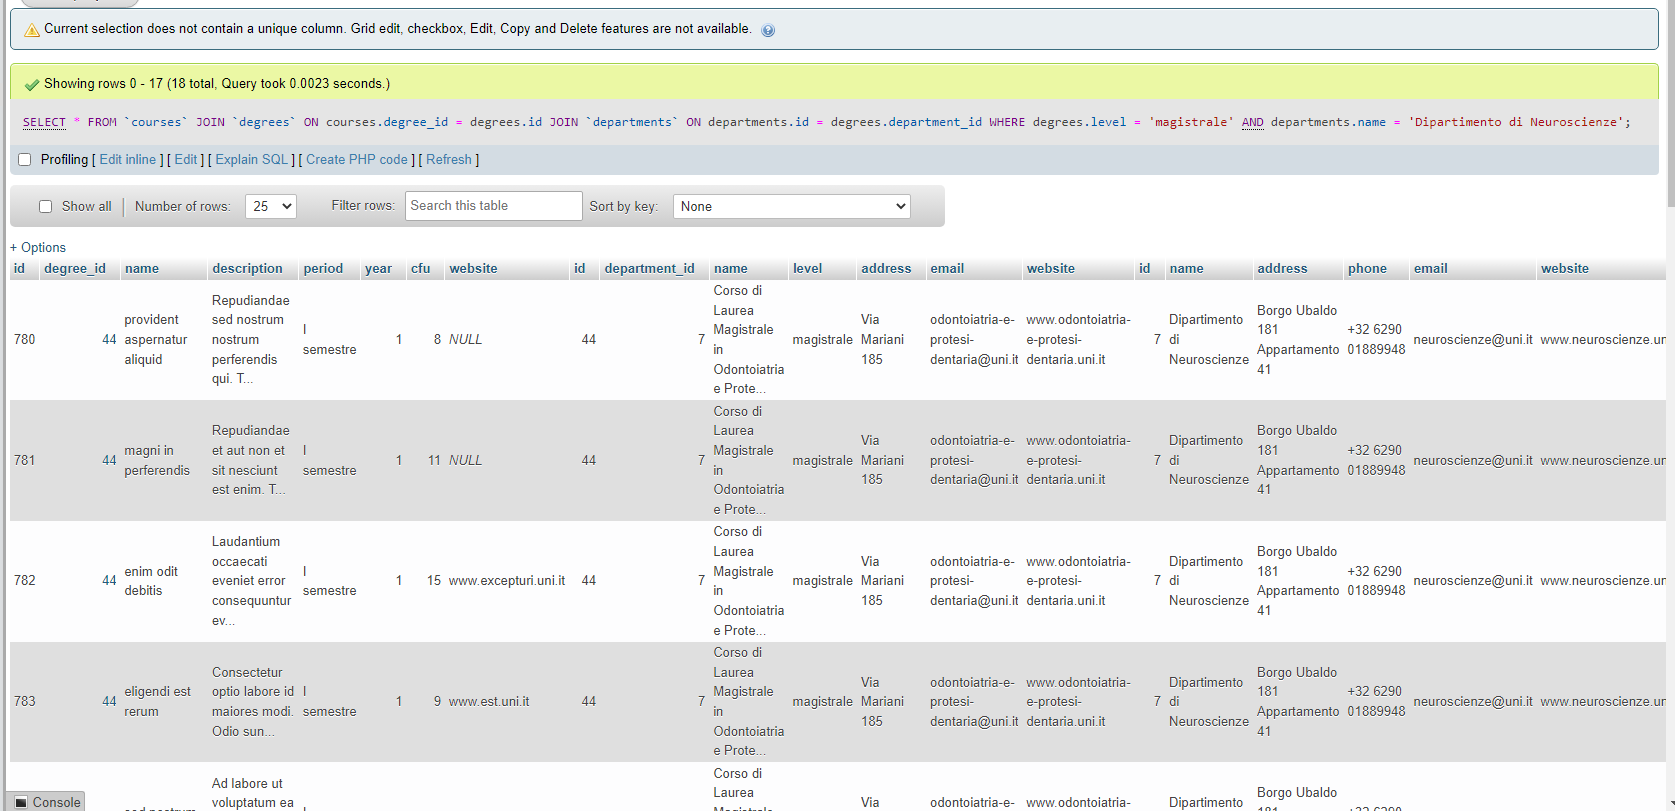 Current selection does not contain a unique column. Grid edit, checkbox, Edit, Copy and Delete features are not available.
Showing rows 0 - 17 (18 total, Query took 0.0023 seconds.)
SELECT * FROM `courses` JOIN `degrees` ON courses.degree_id = degrees.id JOIN `departments` ON departments.id = degrees.department_id WHERE degrees.level = 'magistrale' AND departments.name = 'Dipartimento di Neuroscienze';
Profiling [ Edit inline ] [ Edit ] [ Explain SQL ] [ Create PHP code ] [ Refresh ]
Show all Number of rows: 25 Filter rows: Search this table Sort by key: None
+ Options
id degree_id name description period year cfu website id department_id name level address email website id name address phone email website
780 44 provident aspernatur aliquid Repudiandae sed nostrum nostrum perferendis qui. T... I semestre 1 8 NULL 44 7 Corso di Laurea Magistrale in Odontoiatria e Prote... magistrale Via Mariani 185 odontoiatria-e-protesi-dentaria@uni.it www.odontoiatria-e-protesi-dentaria.uni.it 7 Dipartimento di Neuroscienze Borgo Ubaldo 181 Appartamento 41 +32 6290 01889948 neuroscienze@uni.it www.neuroscienze.un
781 44 magni in perferendis Repudiandae et aut non et sit nesciunt est enim. T... I semestre 1 11 NULL 44 7 Corso di Laurea Magistrale in Odontoiatria e Prote... magistrale Via Mariani 185 odontoiatria-e-protesi-dentaria@uni.it www.odontoiatria-e-protesi-dentaria.uni.it 7 Dipartimento di Neuroscienze Borgo Ubaldo 181 Appartamento 41 +32 6290 01889948 neuroscienze@uni.it www.neuroscienze.un
782 44 enim odit debitis Laudantium occaecati eveniet error consequuntur ev... I semestre 1 15 www.excepturi.uni.it 44 7 Corso di Laurea Magistrale in Odontoiatria e Prote... magistrale Via Mariani 185 odontoiatria-e-protesi-dentaria@uni.it www.odontoiatria-e-protesi-dentaria.uni.it 7 Dipartimento di Neuroscienze Borgo Ubaldo 181 Appartamento 41 +32 6290 01889948 neuroscienze@uni.it www.neuroscienze.un
783 44 eligendi est rerum Consectetur optio labore id maiores modi. Odio sun... I semestre 1 9 www.est.uni.it 44 7 Corso di Laurea Magistrale in Odontoiatria e Prote... magistrale Via Mariani 185 odontoiatria-e-protesi-dentaria@uni.it www.odontoiatria-e-protesi-dentaria.uni.it 7 Dipartimento di Neuroscienze Borgo Ubaldo 181 Appartamento 41 +32 6290 01889948 neuroscienze@uni.it www.neuroscienze.un
Ad labore ut voluptatum ea Corso di Laurea Via odontoiatria-e- www.odontoiatria- Dipartimento Borgo Ubaldo
Console